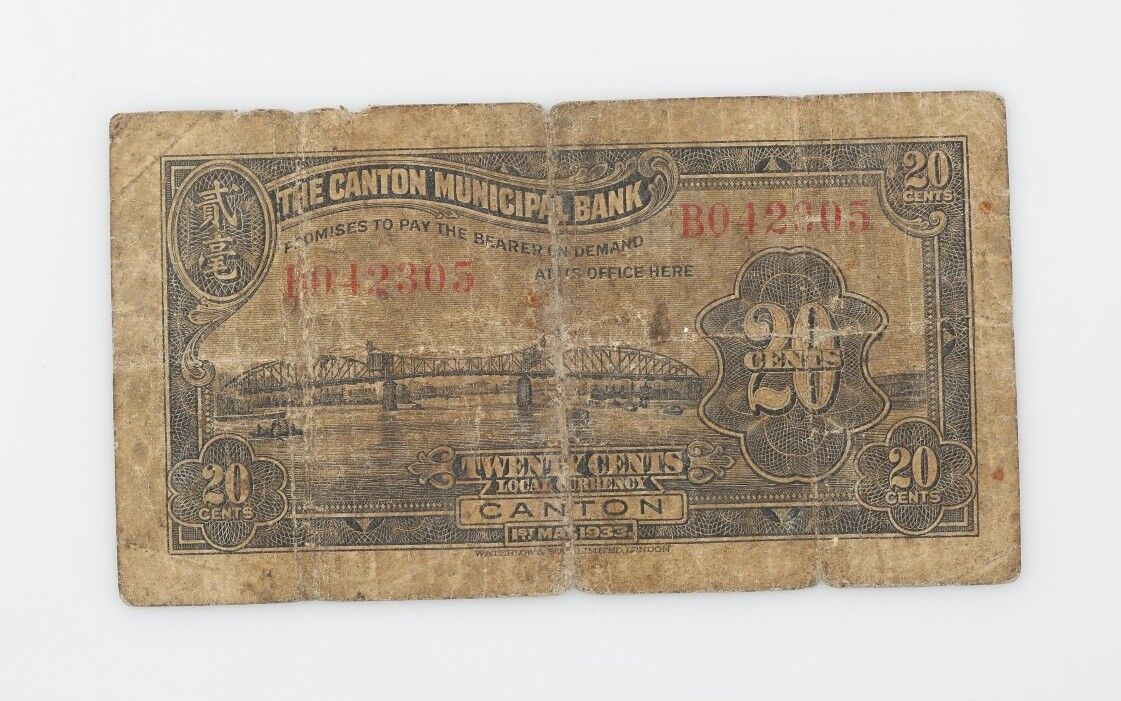 貳
毫
THE CANTON MUNICIPAL BANK
20
CENTS
B042305
PROMISES TO PAY THE BEARER ON DEMAND
AT ITS OFFICE HERE
B042305
20
CENTS
TWENTY CENTS
LOCAL CURRENCY
CANTON
1ST MAY 1933.
20
CENTS
20
CENTS
WATERLOW & SONS LIMITED LONDON